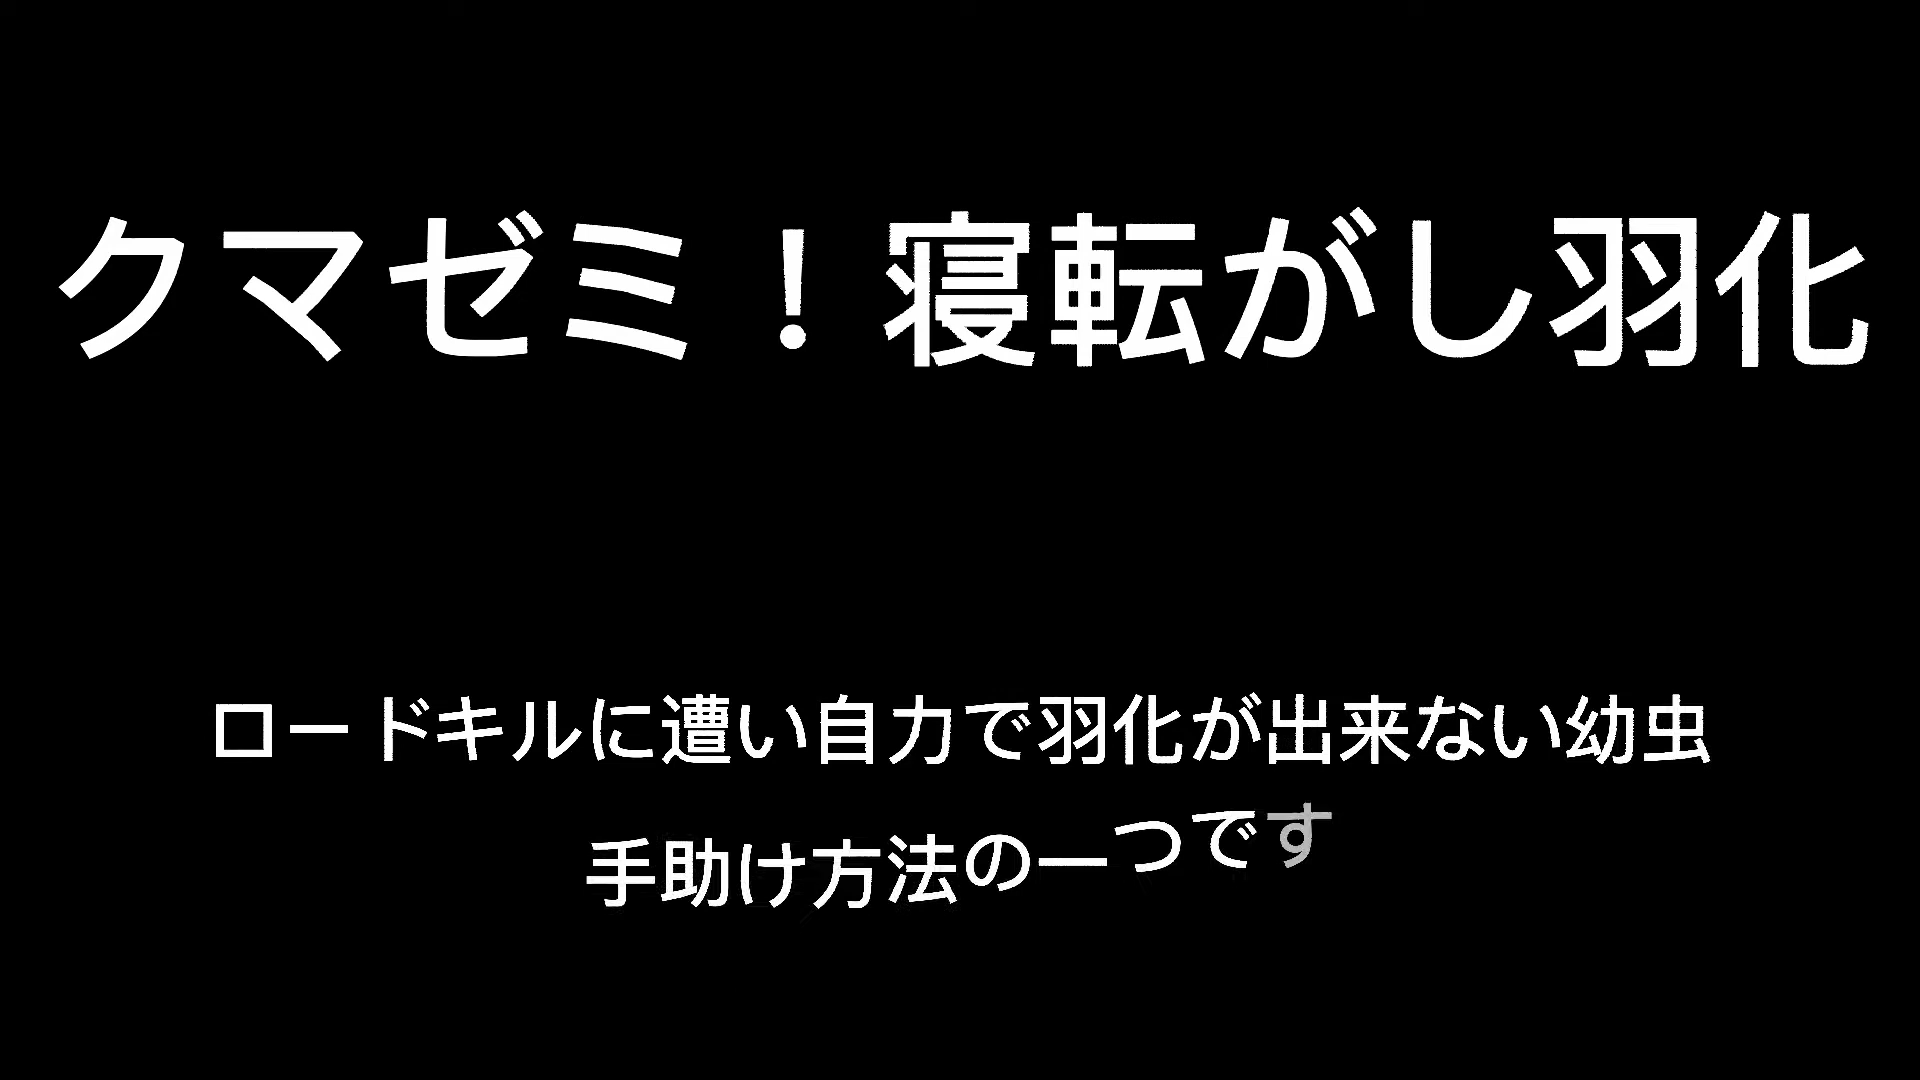 クマゼミ！寝転がし羽化
ロードキルに遭い自力で羽化が出来ない幼虫
手助け方法の一つです